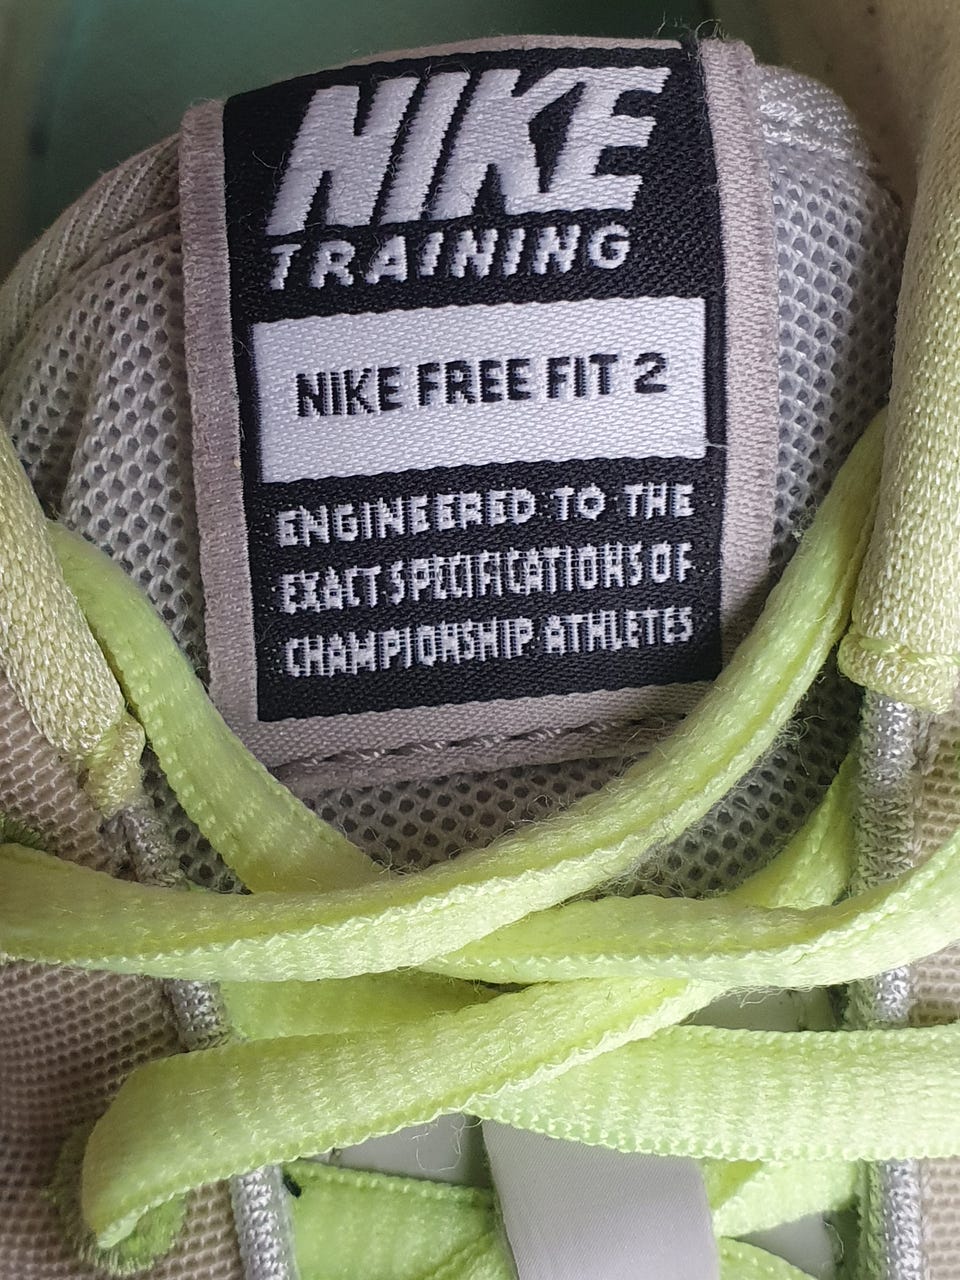 NIKE
TRAINING
NIKE FREE FIT 2
ENGINEERED TO THE
EXACT SPECIFICATIONS OF
CHAMPIONSHIP ATHLETES